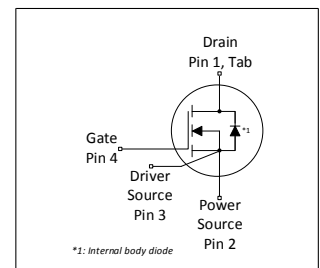 Drain
Pin 1, Tab
*1
Gate
Pin 4
Driver
Source
Pin 3
Power
Source
Pin 2
*1: Internal body diode